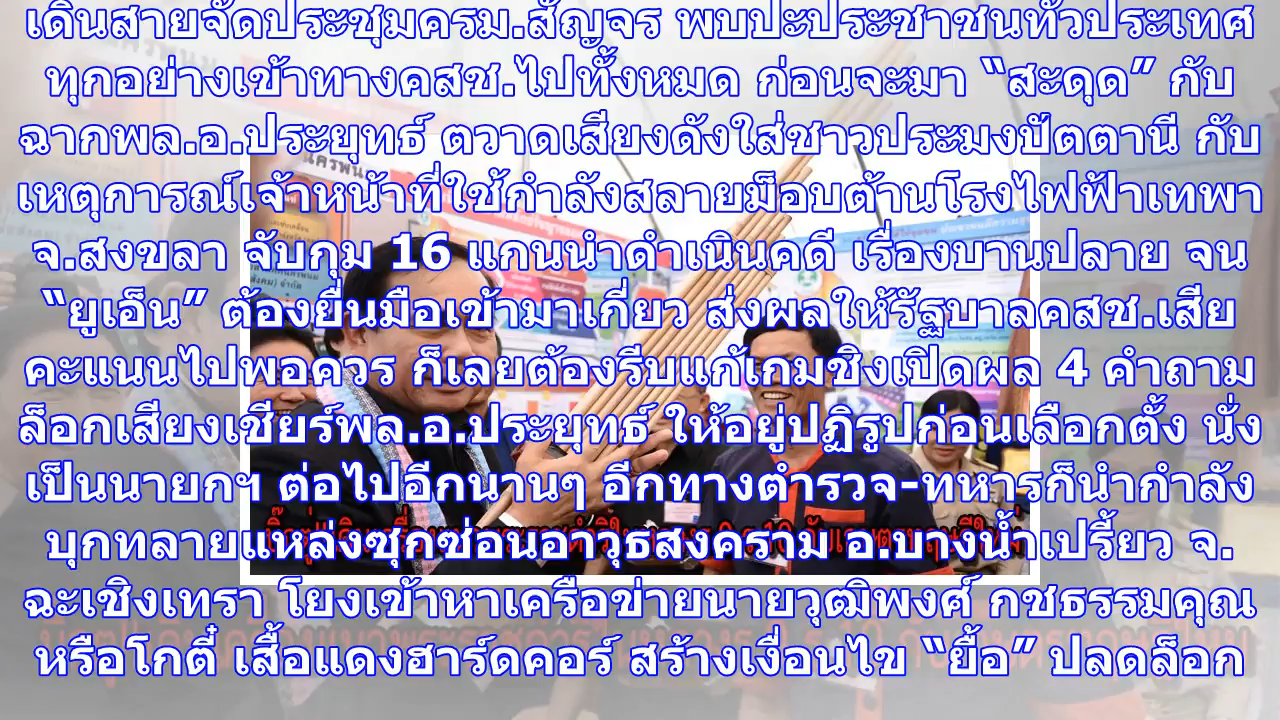 เดินสายจัดประชุมครม.สัญจร พบปะประชาชนทั่วประเทศ
ทุกอย่างเข้าทางคสช.ไปทั้งหมด ก่อนจะมา “สะดุด” กับ
ฉากพล.อ.ประยุทธ์ ตวาดเสียงดังใส่ชาวประมงปัตตานี กับ
เหตุการณ์เจ้าหน้าที่ใช้กำลังสลายม็อบต้านโรงไฟฟ้าเทพา
จ.สงขลา จับกุม 16 แกนนำดำเนินคดี เรื่องบานปลาย จน
“ยูเอ็น” ต้องยื่นมือเข้ามาเกี่ยว ส่งผลให้รัฐบาลคสช.เสีย
คะแนนไปพอควร ก็เลยต้องรีบแก้เกมชิงเปิดผล 4 คำถาม
ล็อกเสียงเชียร์พล.อ.ประยุทธ์ ให้อยู่ปฏิรูปก่อนเลือกตั้ง นั่ง
เป็นนายกฯ ต่อไปอีกนานๆ อีกทางตำรวจ-ทหารก็นำกำลัง
บุกทลายแหล่งซุกซ่อนอาวุธสงคราม อ.บางน้ำเปรี้ยว จ.
ฉะเชิงเทรา โยงเข้าหาเครือข่ายนายวุฒิพงศ์ กชธรรมคุณ
หรือโกตี๋ เสื้อแดงฮาร์ดคอร์ สร้างเงื่อนไข “ยื้อ” ปลดล็อก